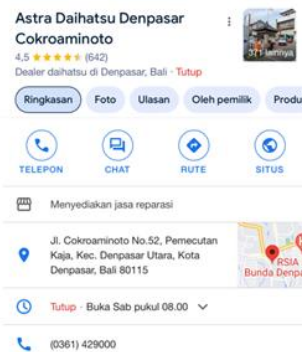 Astra Daihatsu Denpasar
Cokroaminoto
4,5 ★★★★★ (642)
Dealer daihatsu di Denpasar, Bali · Tutup
371 lainnya
Ringkasan Foto Ulasan Oleh pemilik Produ
TELEPON CHAT RUTE SITUS
Menyediakan jasa reparasi
Jl. Cokroaminoto No.52, Pemecutan
Kaja, Kec. Denpasar Utara, Kota
Denpasar, Bali 80115
RSIA
Bunda Denpa
Tutup · Buka Sab pukul 08.00
(0361) 429000